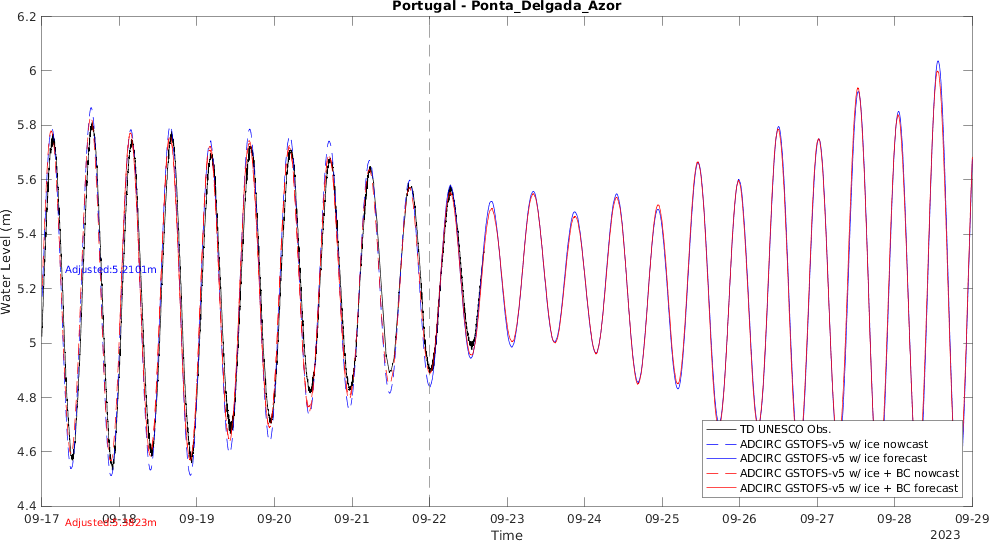 Portugal - Ponta_Delgada_Azor
6.2
6
5.8
5.6
5.4
5.2
5
4.8
4.6
4.4
Water Level (m)
Adjusted:5.2101m
TD UNESCO Obs.
ADCIRC GSTOFS-v5 w/ ice nowcast
ADCIRC GSTOFS-v5 w/ ice forecast
ADCIRC GSTOFS-v5 w/ ice + BC nowcast
ADCIRC GSTOFS-v5 w/ ice + BC forecast
09-17 09-18 09-19 09-20 09-21 09-22 09-23 09-24 09-25 09-26 09-27 09-28 09-29
Adjusted:5.3823m
Time
2023